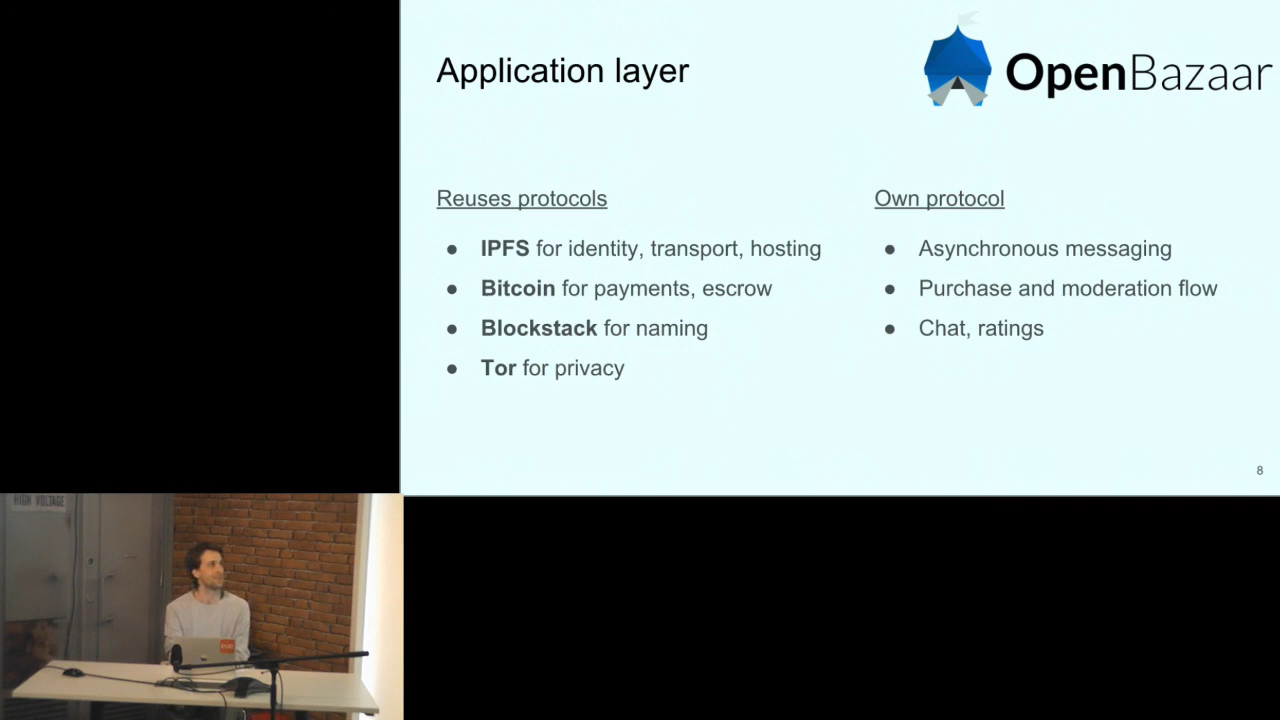 Application layer
OpenBazaar
Reuses protocols
● IPFS for identity, transport, hosting
● Bitcoin for payments, escrow
● Blockstack for naming
● Tor for privacy
Own protocol
● Asynchronous messaging
● Purchase and moderation flow
● Chat, ratings
8
HIGH VOLTAGE